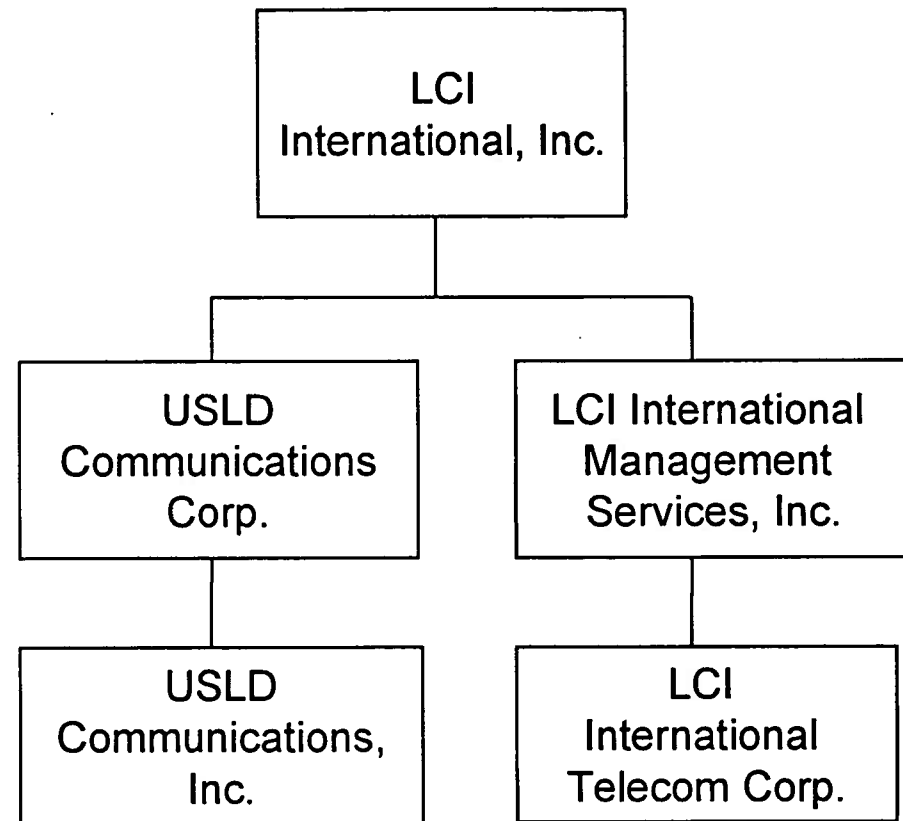 LCI
International, Inc.
USLD
Communications
Corp.
LCI International
Management
Services, Inc.
USLD
Communications,
Inc.
LCI
International
Telecom Corp.